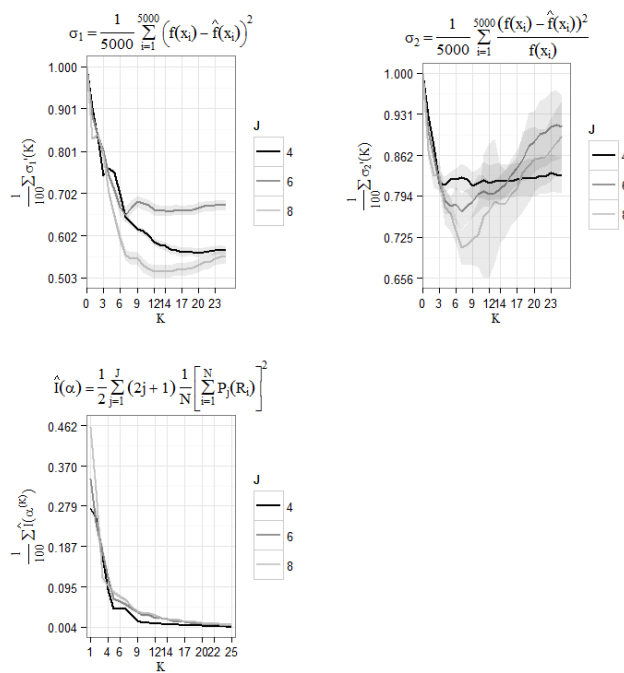 σ₁ = 1/5000 ∑_{i=1}^{5000} (f(xᵢ) − f̂(xᵢ))²
1.000
0.901
0.801
0.702
0.602
0.503
1/100 ∑σ₁'(K)
0 3 6 9 1214 17 20 23
K
J
4
6
8
σ₂ = 1/5000 ∑_{i=1}^{5000} (f(xᵢ) − f̂(xᵢ))²/f(xᵢ)
1.000
0.931
0.862
0.794
0.725
0.656
1/100 ∑σ₂'(K)
0 3 6 9 1214 17 20 23
K
J
4
6
8
Î(α) = 1/2 ∑_{j=1}^{J} (2j + 1) 1/N [∑_{i=1}^{N} Pⱼ(Rᵢ)]²
0.462
0.370
0.279
0.187
0.095
0.004
1/100 ∑Î(α⁽ᴷ⁾)
1 4 6 9 1214 17 2022 25
K
J
4
6
8